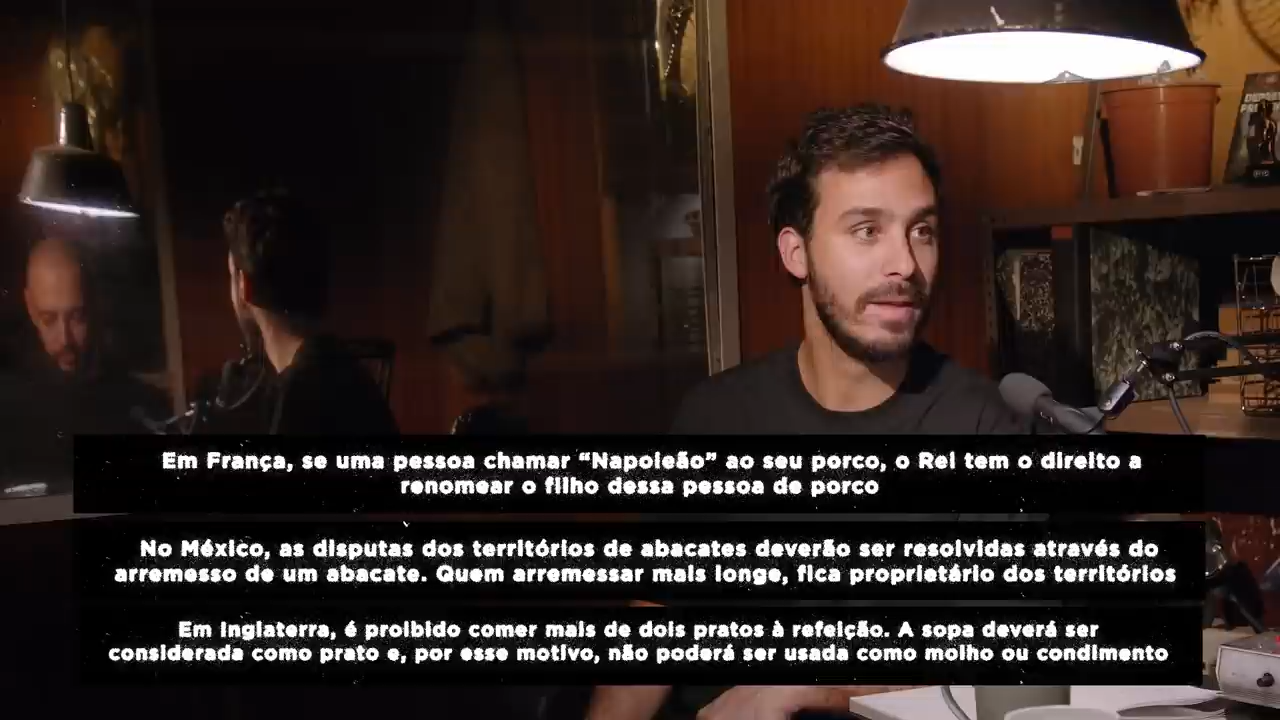 Em França, se uma pessoa chamar “Napoleão” ao seu porco, o Rei tem o direito a
renomear o filho dessa pessoa de porco
No México, as disputas dos territórios de abacates deverão ser resolvidas através do
arremesso de um abacate. Quem arremessar mais longe, fica proprietário dos territórios
Em Inglaterra, é proibido comer mais de dois pratos à refeição. A sopa deverá ser
considerada como prato e, por esse motivo, não poderá ser usada como molho ou condimento